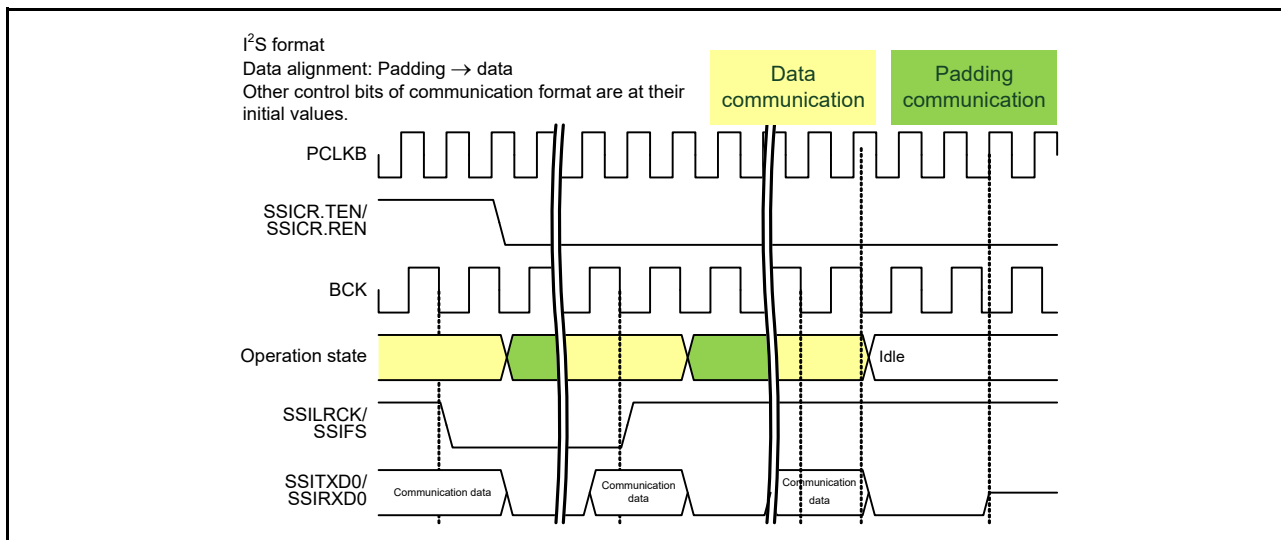 I²S format
Data alignment: Padding → data
Other control bits of communication format are at their
initial values.
Data
communication
Padding
communication
PCLKB
SSICR.TEN/
SSICR.REN
BCK
Operation state
Idle
SSILRCK/
SSIFS
SSITXD0/
SSIRXD0
Communication data
Communication
data
Communication
data